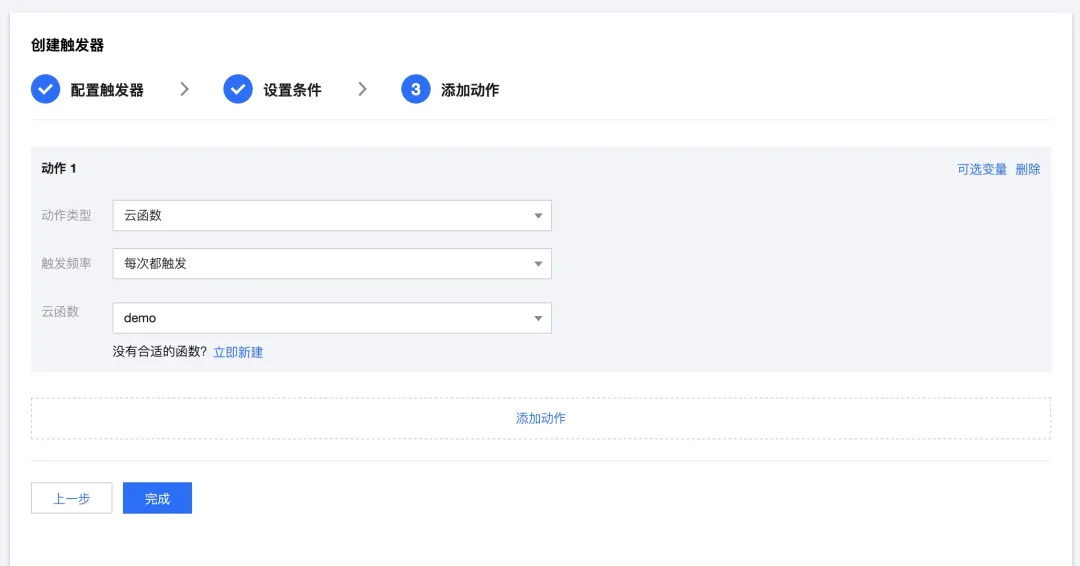 创建触发器
配置触发器
设置条件
3 添加动作
动作 1
可选变量 删除
动作类型 云函数
触发频率 每次都触发
云函数 demo
没有合适的函数? 立即新建
添加动作
上一步 完成